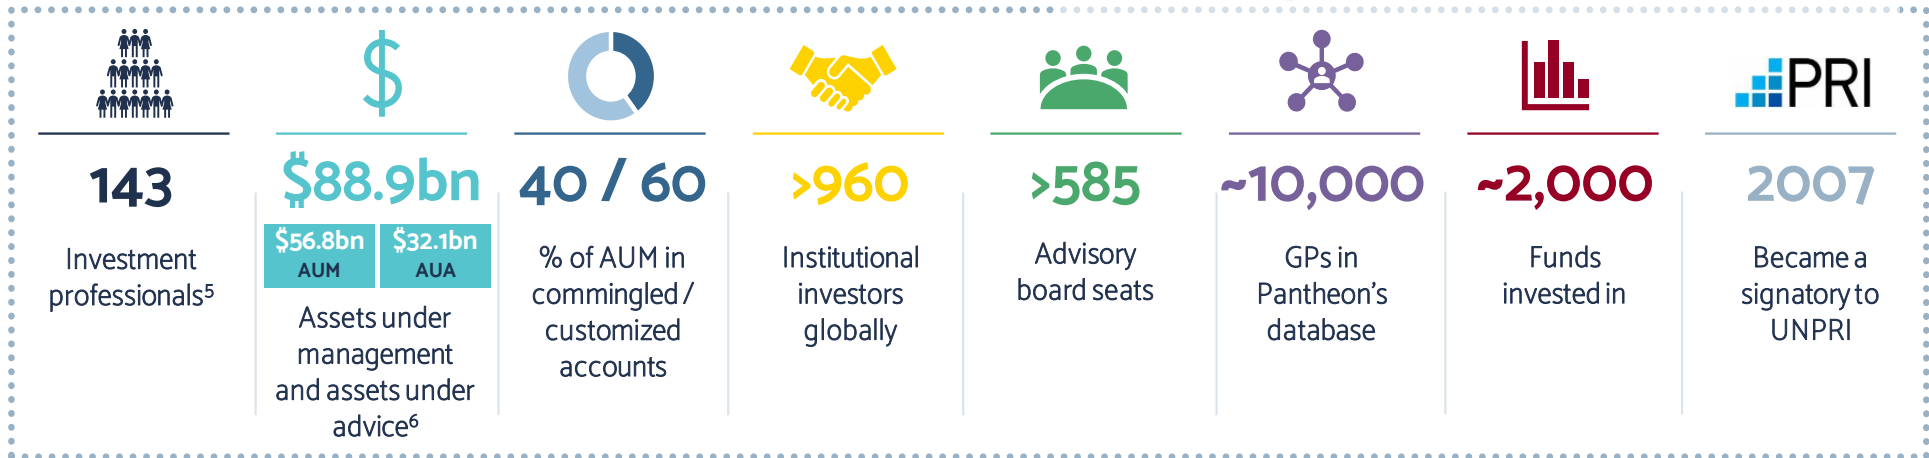 PRI
143
Investment
professionals⁵
$88.9bn
$56.8bn
AUM
$32.1bn
AUA
Assets under
management
and assets under
advice⁶
40 / 60
% of AUM in
commingled /
customized
accounts
>960
Institutional
investors
globally
>585
Advisory
board seats
~10,000
GPs in
Pantheon's
database
~2,000
Funds
invested in
2007
Became a
signatory to
UNPRI